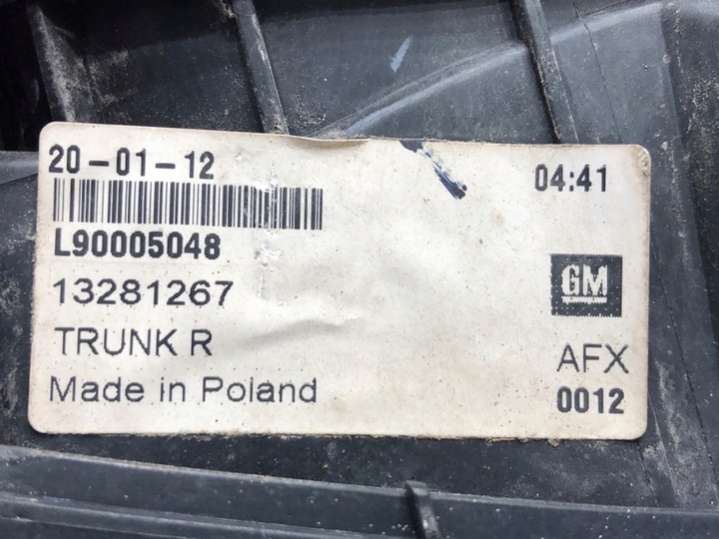 20-01-12 04:41
L90005048
13281267 GM
TRUNK R
AFX
Made in Poland
0012